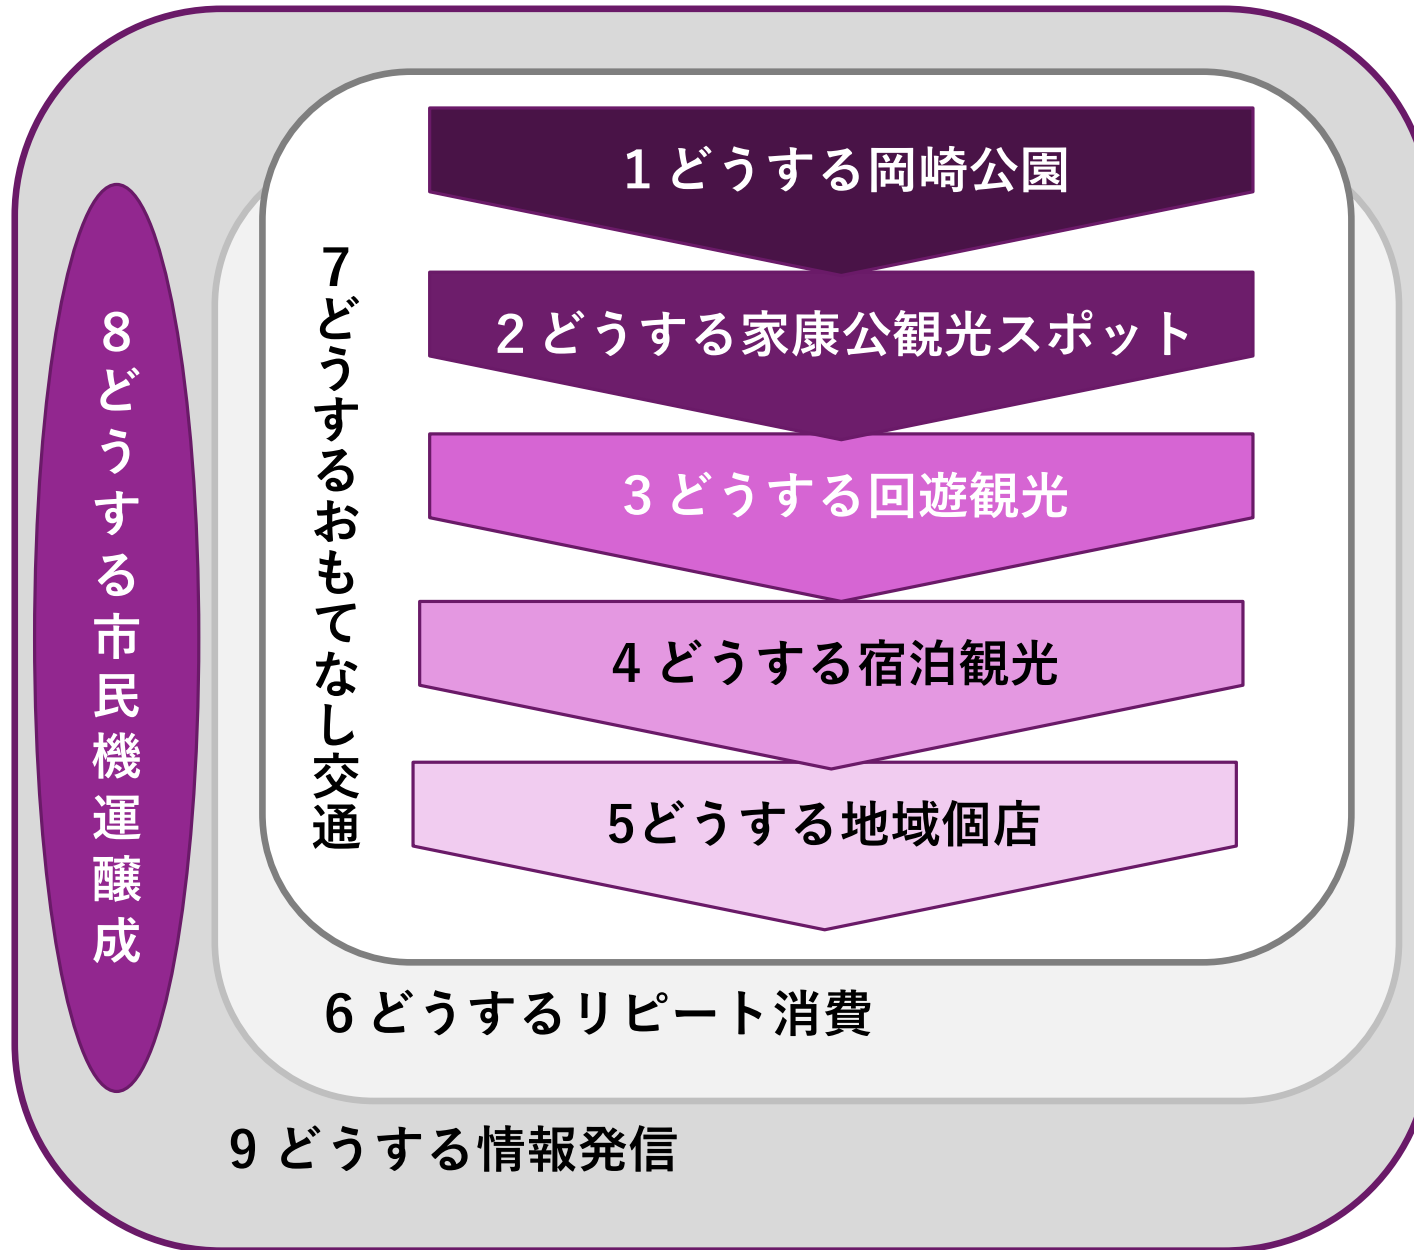 1どうする岡崎公園
2どうする家康公観光スポット
3どうする回遊観光
4どうする宿泊観光
5どうする地域個店
6どうするリピート消費
7どうするおもてなし交通
8どうする市民機運醸成
9どうする情報発信